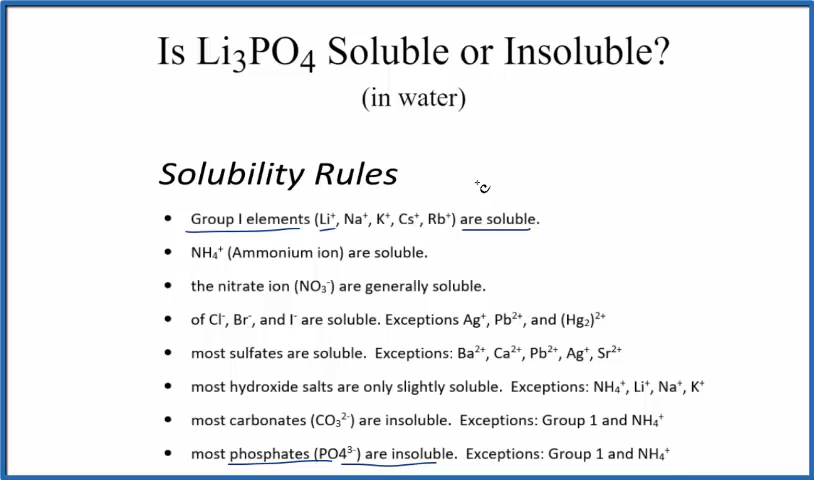 Is Li₃PO₄ Soluble or Insoluble?
(in water)
Solubility Rules
• Group I elements (Li⁺, Na⁺, K⁺, Cs⁺, Rb⁺) are soluble.
• NH₄⁺ (Ammonium ion) are soluble.
• the nitrate ion (NO₃⁻) are generally soluble.
• of Cl⁻, Br⁻, and I⁻ are soluble. Exceptions Ag⁺, Pb²⁺, and (Hg₂)²⁺
• most sulfates are soluble. Exceptions: Ba²⁺, Ca²⁺, Pb²⁺, Ag⁺, Sr²⁺
• most hydroxide salts are only slightly soluble. Exceptions: NH₄⁺, Li⁺, Na⁺, K⁺
• most carbonates (CO₃²⁻) are insoluble. Exceptions: Group 1 and NH₄⁺
• most phosphates (PO4³⁻) are insoluble. Exceptions: Group 1 and NH₄⁺